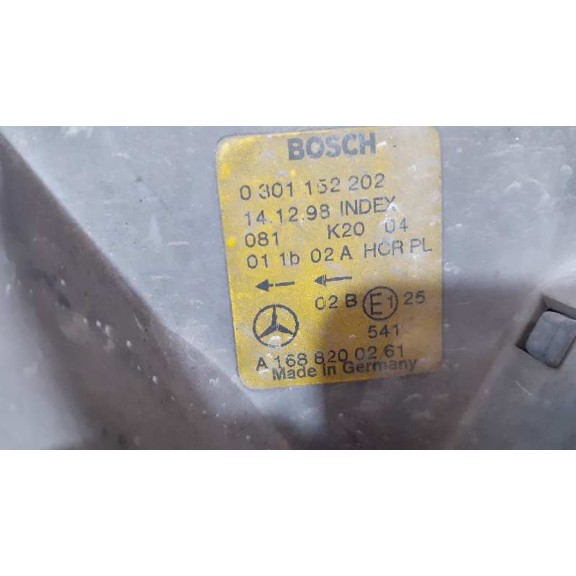 BOSCH
0 301 152 202
14.12.98 INDEX
081 K20 04
01 1b 02 A HCR PL
02 B E1 25
541
A 168 820 02 61
Made in Germany